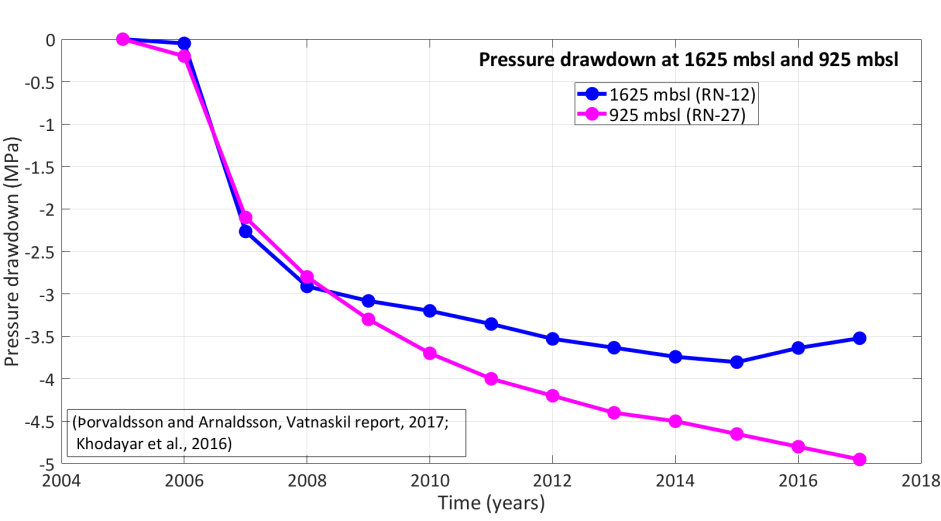 Pressure drawdown at 1625 mbsl and 925 mbsl
1625 mbsl (RN-12)
925 mbsl (RN-27)
Pressure drawdown (MPa)
0
-0.5
-1
-1.5
-2
-2.5
-3
-3.5
-4
-4.5
-5
(Þorvaldsson and Arnaldsson, Vatnaskil report, 2017;
Khodayar et al., 2016)
2004 2006 2008 2010 2012 2014 2016 2018
Time (years)